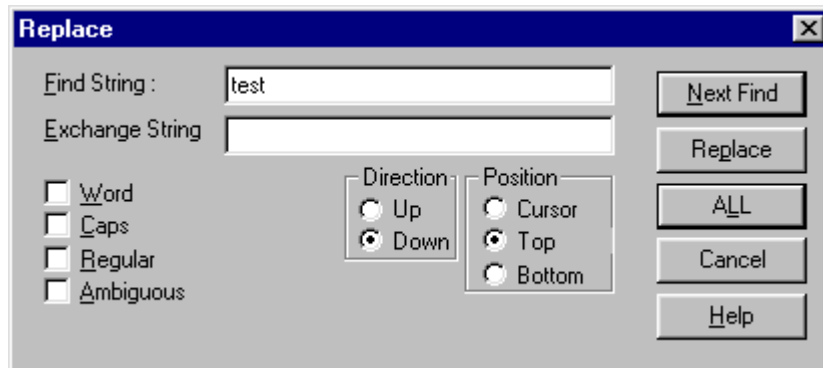 Replace
Find String :
test
Next Find
Exchange String
Replace
Word
Caps
Regular
Ambiguous
Direction
Up
Down
Position
Cursor
Top
Bottom
ALL
Cancel
Help